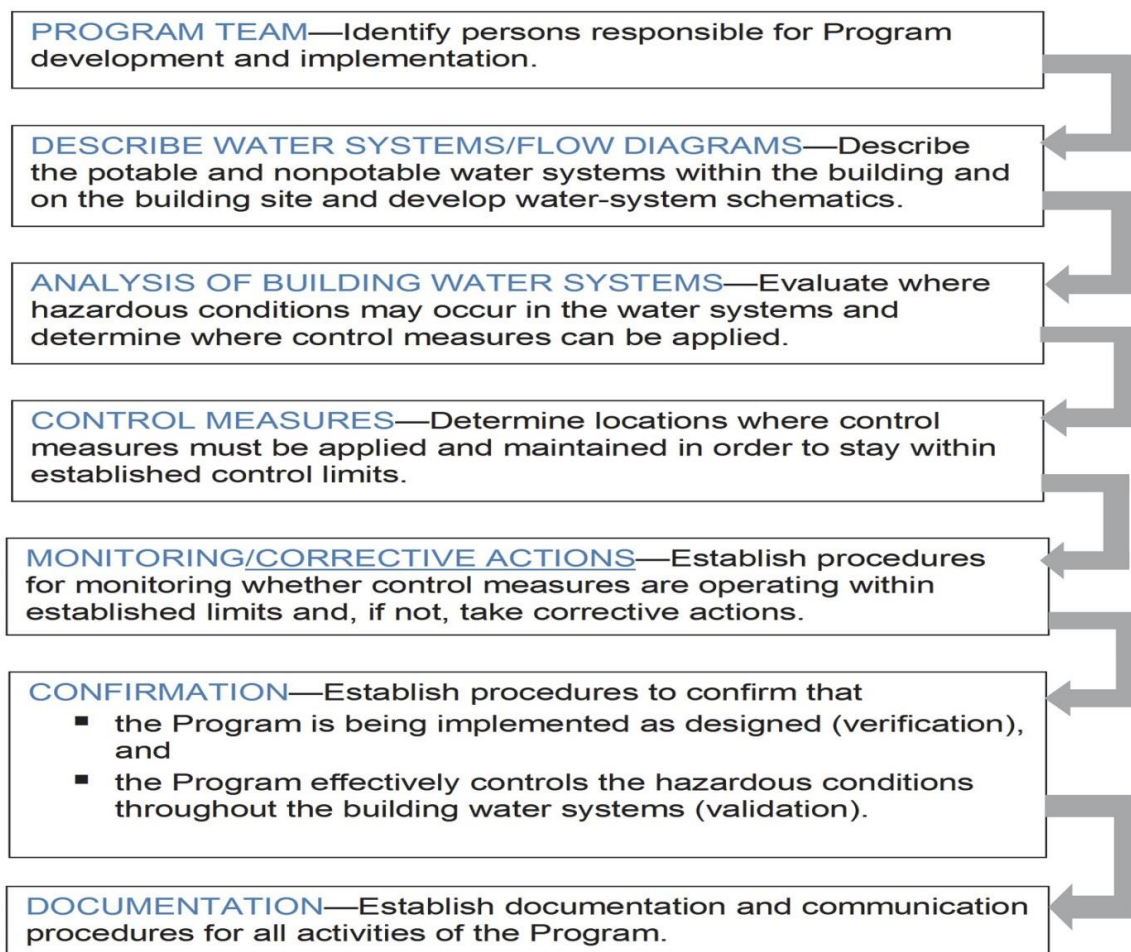 PROGRAM TEAM—Identify persons responsible for Program
development and implementation.
DESCRIBE WATER SYSTEMS/FLOW DIAGRAMS—Describe
the potable and nonpotable water systems within the building and
on the building site and develop water-system schematics.
ANALYSIS OF BUILDING WATER SYSTEMS—Evaluate where
hazardous conditions may occur in the water systems and
determine where control measures can be applied.
CONTROL MEASURES—Determine locations where control
measures must be applied and maintained in order to stay within
established control limits.
MONITORING/CORRECTIVE ACTIONS—Establish procedures
for monitoring whether control measures are operating within
established limits and, if not, take corrective actions.
CONFIRMATION—Establish procedures to confirm that
▪ the Program is being implemented as designed (verification),
and
▪ the Program effectively controls the hazardous conditions
throughout the building water systems (validation).
DOCUMENTATION—Establish documentation and communication
procedures for all activities of the Program.